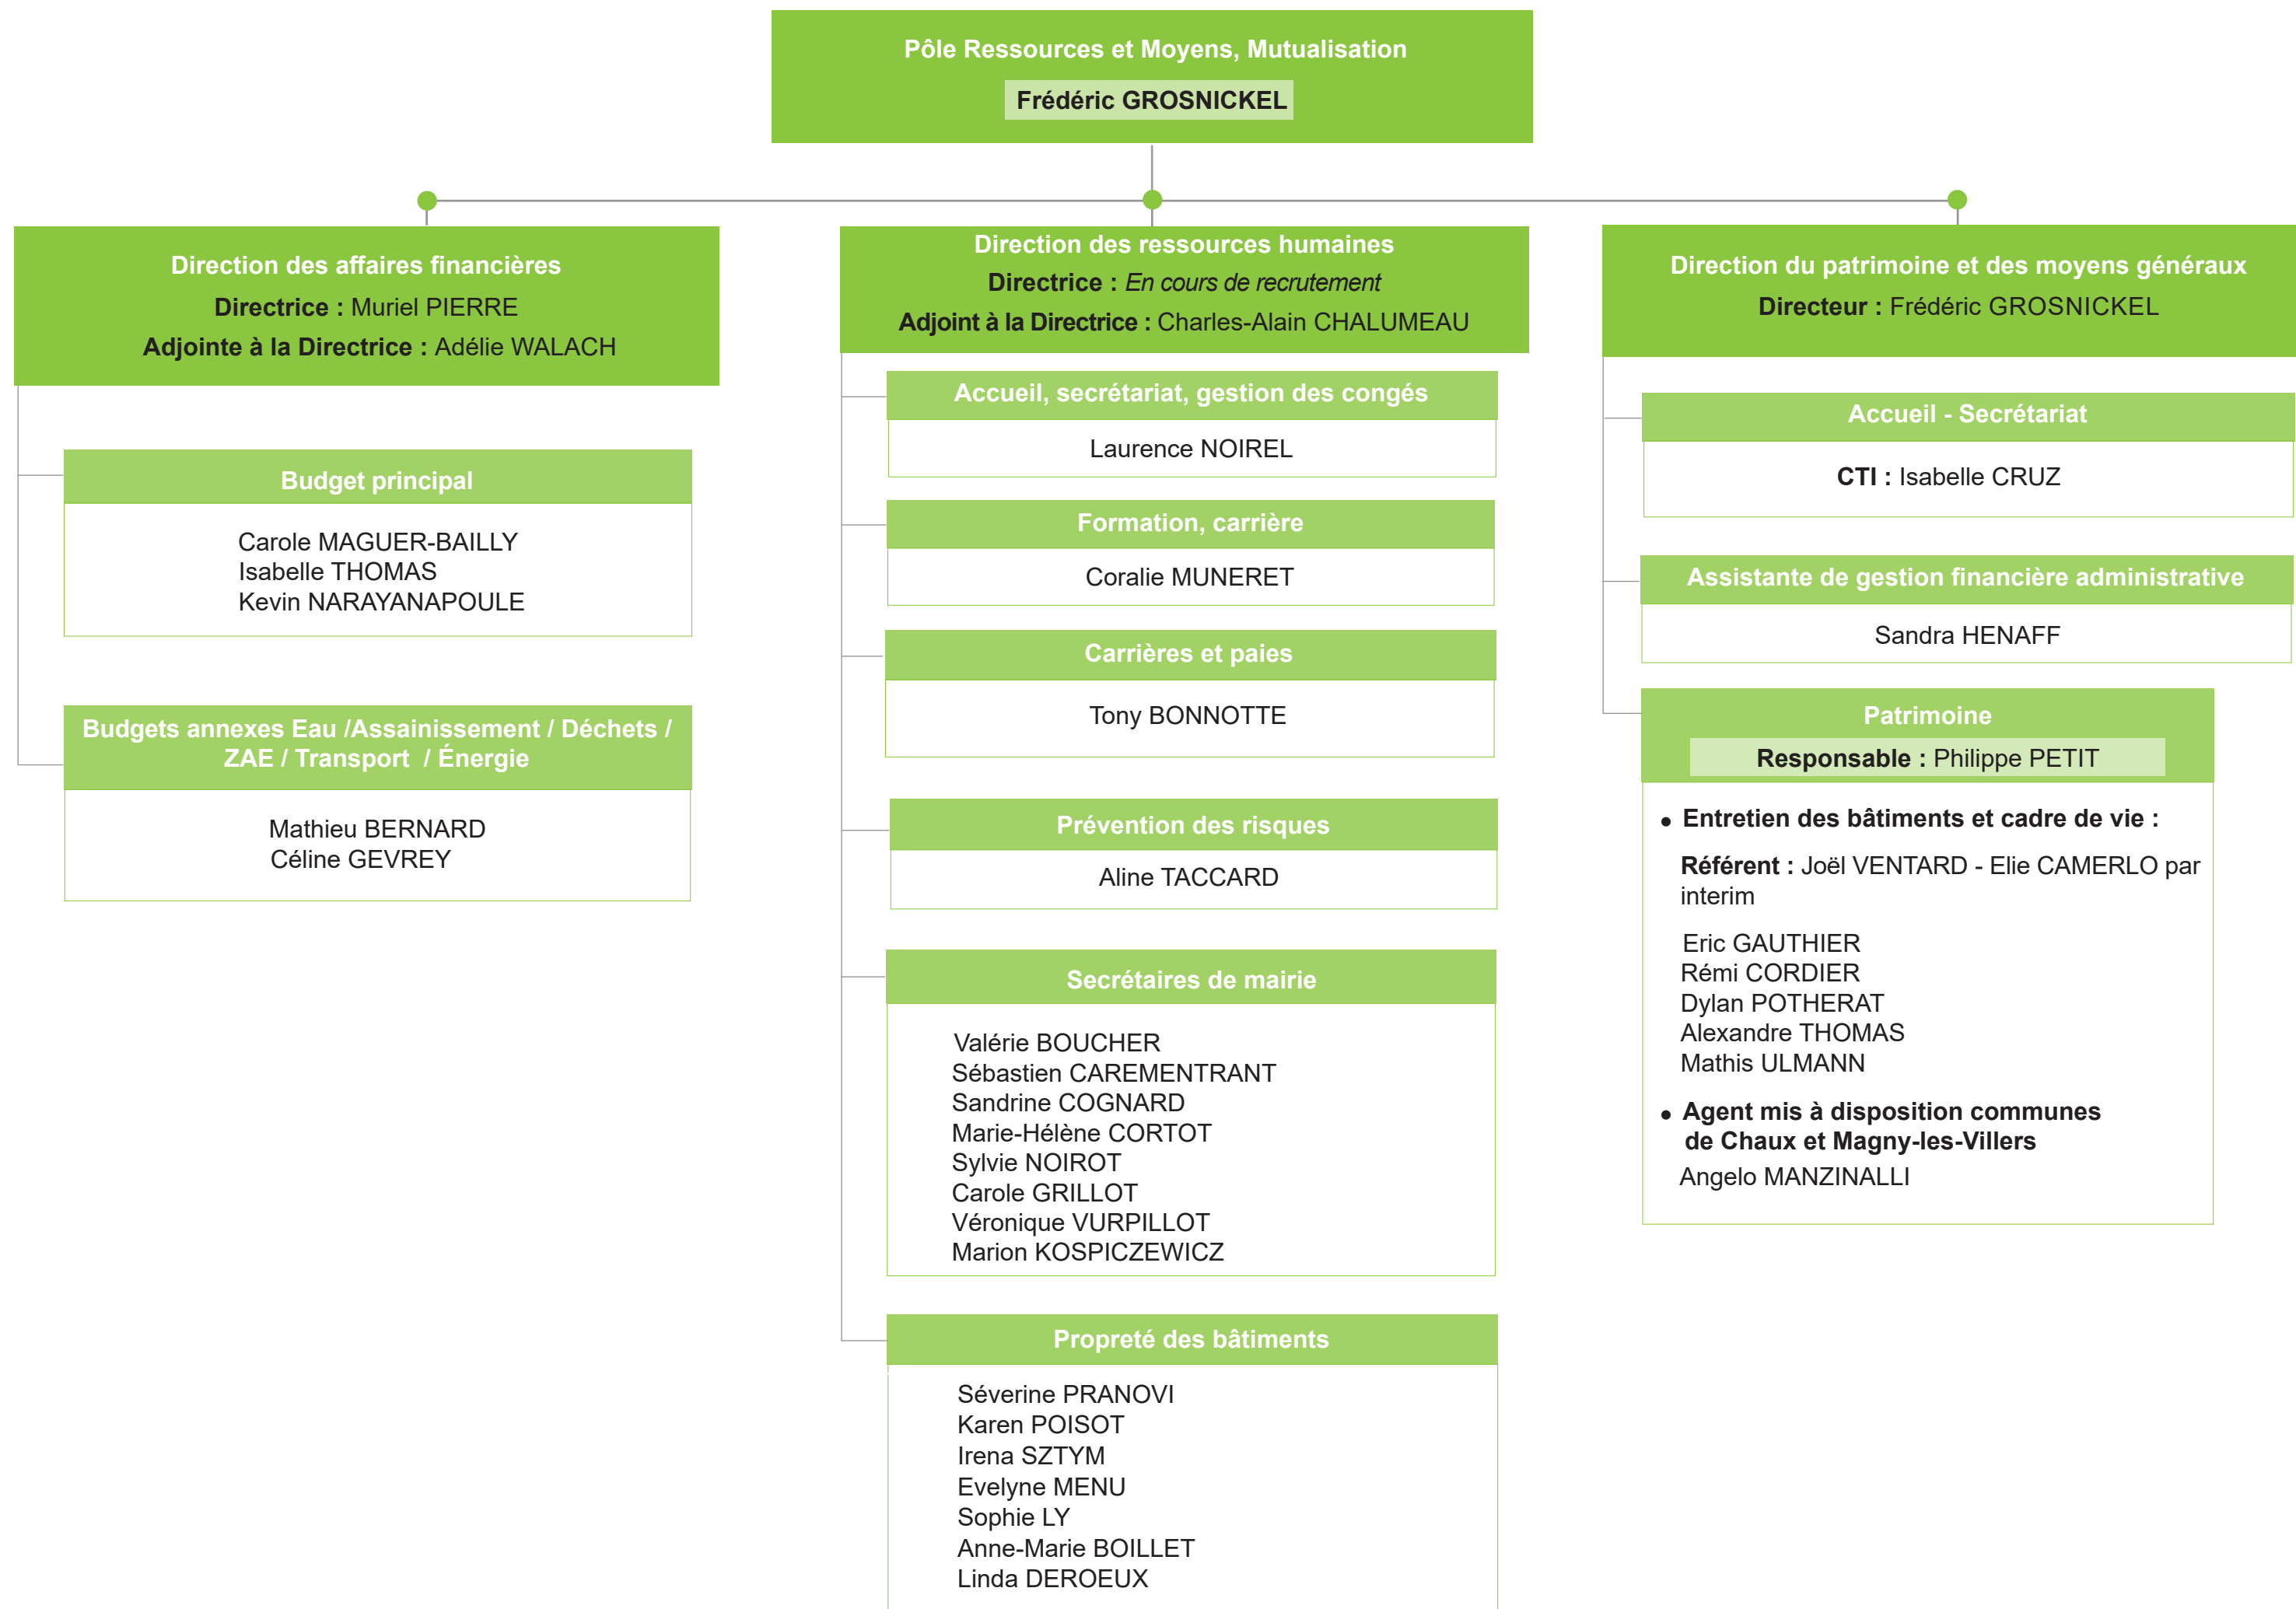 Pôle Ressources et Moyens, Mutualisation
Frédéric GROSNICKEL
Direction des affaires financières
Directrice : Muriel PIERRE
Adjointe à la Directrice : Adélie WALACH
Budget principal
Carole MAGUER-BAILLY
Isabelle THOMAS
Kevin NARAYANAPOULE
Budgets annexes Eau /Assainissement / Déchets /
ZAE / Transport / Énergie
Mathieu BERNARD
Céline GEVREY
Direction des ressources humaines
Directrice : En cours de recrutement
Adjoint à la Directrice : Charles-Alain CHALUMEAU
Accueil, secrétariat, gestion des congés
Laurence NOIREL
Formation, carrière
Coralie MUNERET
Carrières et paies
Tony BONNOTTE
Prévention des risques
Aline TACCARD
Secrétaires de mairie
Valérie BOUCHER
Sébastien CAREMENTRANT
Sandrine COGNARD
Marie-Hélène CORTOT
Sylvie NOIROT
Carole GRILLOT
Véronique VURPILLOT
Marion KOSPICZEWICZ
Propreté des bâtiments
Séverine PRANOVI
Karen POISOT
Irena SZTYM
Evelyne MENU
Sophie LY
Anne-Marie BOILLET
Linda DEROEUX
Direction du patrimoine et des moyens généraux
Directeur : Frédéric GROSNICKEL
Accueil - Secrétariat
CTI : Isabelle CRUZ
Assistante de gestion financière administrative
Sandra HENAFF
Patrimoine
Responsable : Philippe PETIT
• Entretien des bâtiments et cadre de vie :
Référent : Joël VENTARD - Elie CAMERLO par
interim
Eric GAUTHIER
Rémi CORDIER
Dylan POTHERAT
Alexandre THOMAS
Mathis ULMANN
• Agent mis à disposition communes
de Chaux et Magny-les-Villers
Angelo MANZINALLI